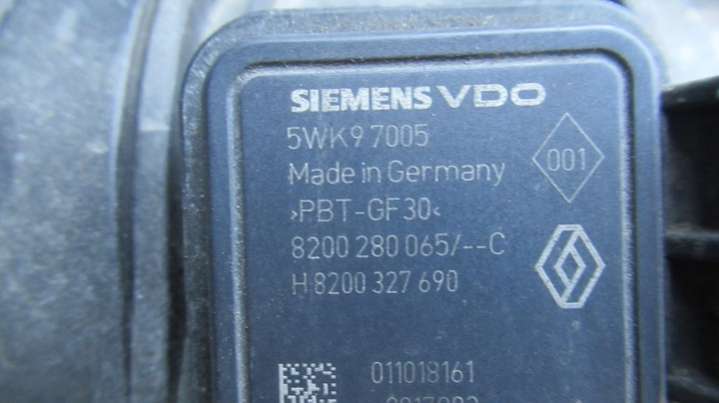 SIEMENS VDO
5WK9 7005
001
Made in Germany
>PBT-GF30<
8200 280 065/--C
H 8200 327 690
011018161